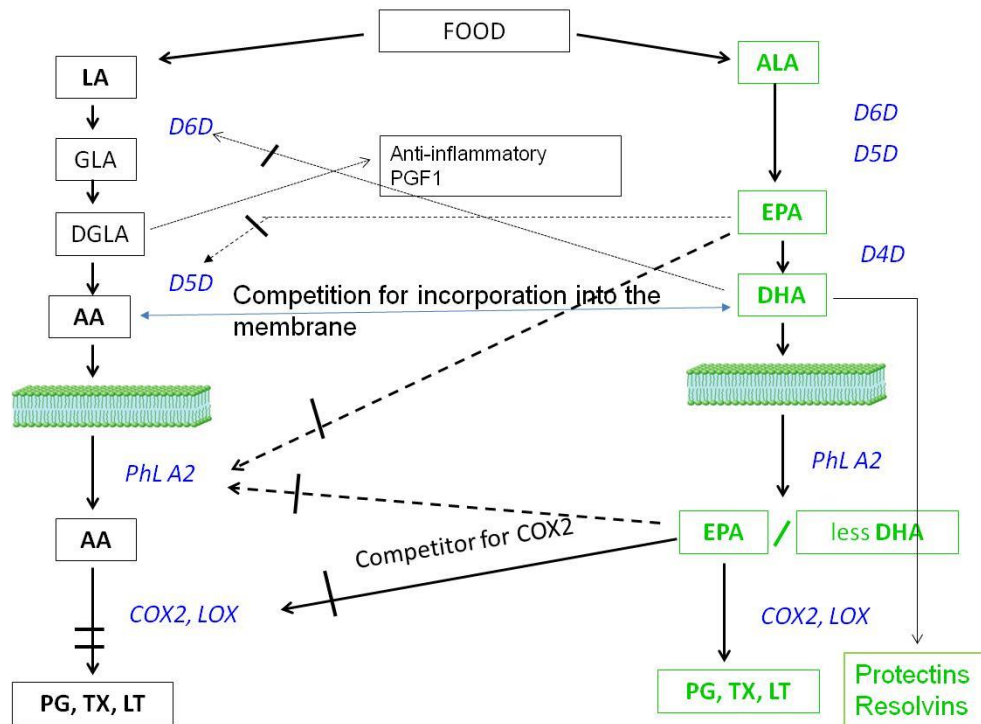 FOOD
LA
ALA
D6D
D6D
GLA
Anti-inflammatory
PGF1
D5D
DGLA
EPA
D5D
D4D
AA
Competition for incorporation into the
membrane
DHA
PhL A2
PhL A2
AA
Competitor for COX2
EPA
less DHA
COX2, LOX
COX2, LOX
PG, TX, LT
PG, TX, LT
Protectins
Resolvins